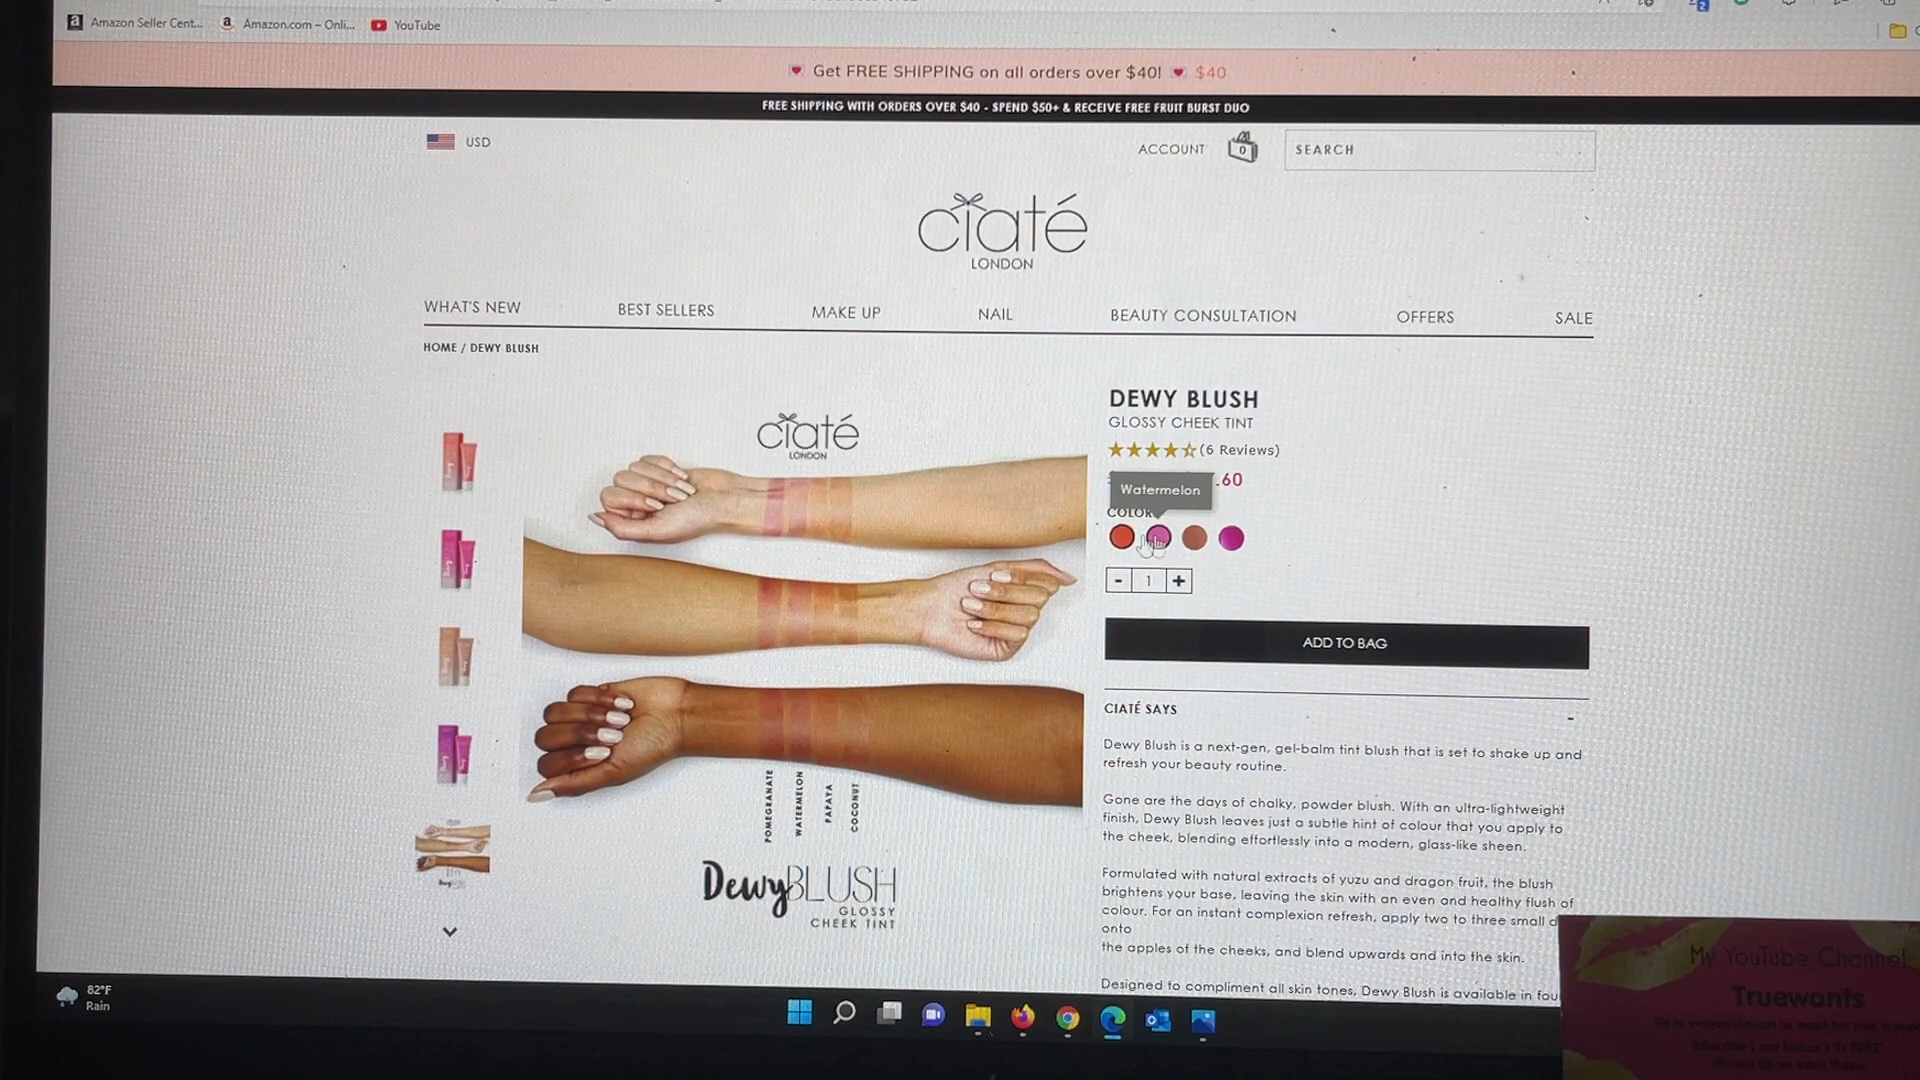 Amazon Seller Cent...
Amazon.com – Onli...
YouTube
Get FREE SHIPPING on all orders over $40! $40
FREE SHIPPING WITH ORDERS OVER $40 - SPEND $50+ & RECEIVE FREE FRUIT BURST DUO
USD
ACCOUNT
0
SEARCH
ciaté
LONDON
WHAT'S NEW
BEST SELLERS
MAKE UP
NAIL
BEAUTY CONSULTATION
OFFERS
SALE
HOME / DEWY BLUSH
DEWY BLUSH
GLOSSY CHEEK TINT
(6 Reviews)
.60
Watermelon
COLOR
- 1 +
ADD TO BAG
CIATÉ SAYS
-
Dewy Blush is a next-gen, gel-balm tint blush that is set to shake up and
refresh your beauty routine.
Gone are the days of chalky, powder blush. With an ultra-lightweight
finish, Dewy Blush leaves just a subtle hint of colour that you apply to
the cheek, blending effortlessly into a modern, glass-like sheen.
Formulated with natural extracts of yuzu and dragon fruit, the blush
brightens your base, leaving the skin with an even and healthy flush of
colour. For an instant complexion refresh, apply two to three small d
onto
the apples of the cheeks, and blend upwards and into the skin.
Designed to compliment all skin tones, Dewy Blush is available in fou
ciaté
LONDON
POMEGRANATE
WATERMELON
PAPAYA
COCONUT
DewyBLUSH
GLOSSY
CHEEK TINT
82°F
Rain
My YouTube Channel
Truewants